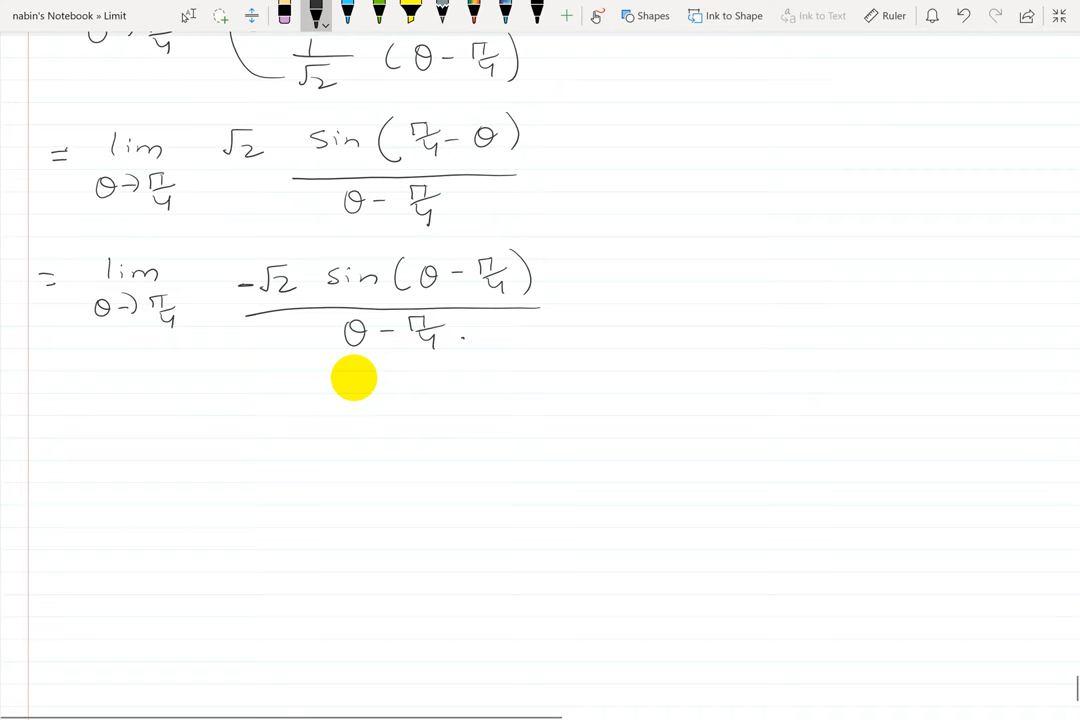 nabin's Notebook » Limit Shapes Ink to Shape Ink to Text Ruler
1/√2 (θ - π/4)
= lim θ→π/4 √2 sin(π/4 - θ) / θ - π/4
= lim θ→π/4 -√2 sin(θ - π/4) / θ - π/4 .